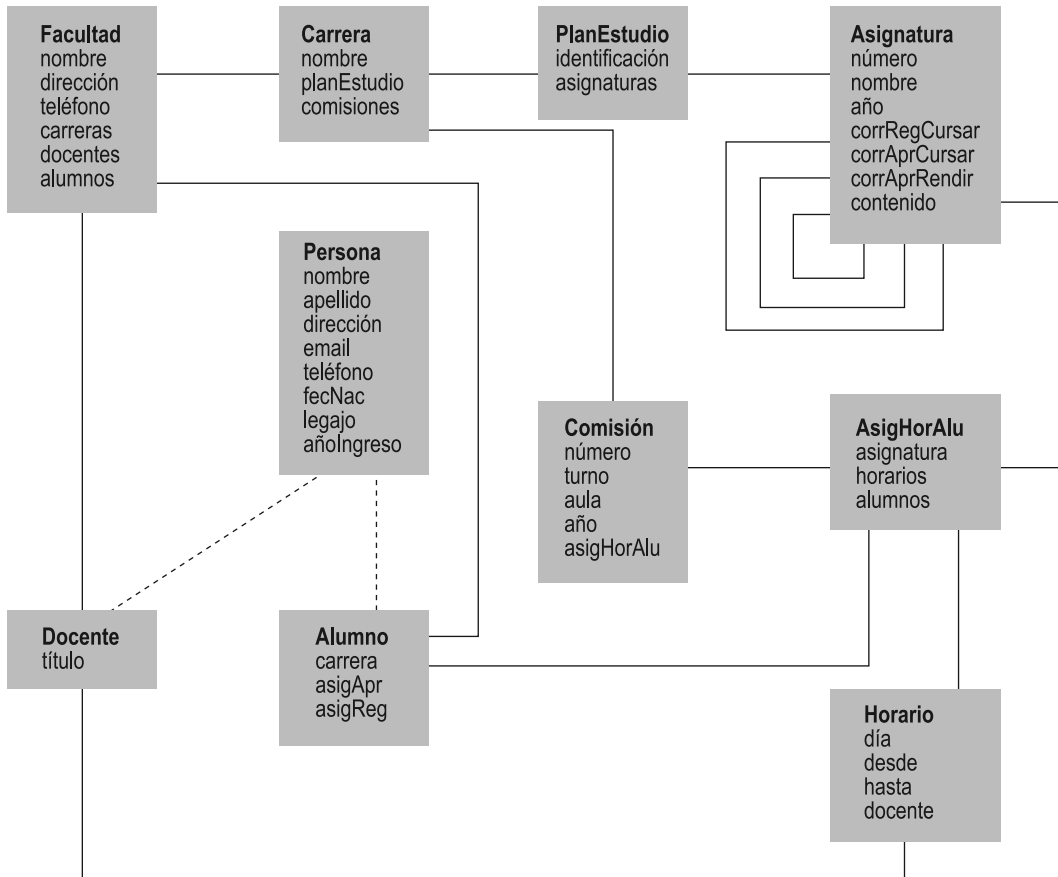 Facultad
nombre
dirección
teléfono
carreras
docentes
alumnos
Carrera
nombre
planEstudio
comisiones
PlanEstudio
identificación
asignaturas
Asignatura
número
nombre
año
corrRegCursar
corrAprCursar
corrAprRendir
contenido
Persona
nombre
apellido
dirección
email
teléfono
fecNac
legajo
añoIngreso
Comisión
número
turno
aula
año
asigHorAlu
AsigHorAlu
asignatura
horarios
alumnos
Docente
título
Alumno
carrera
asigApr
asigReg
Horario
día
desde
hasta
docente